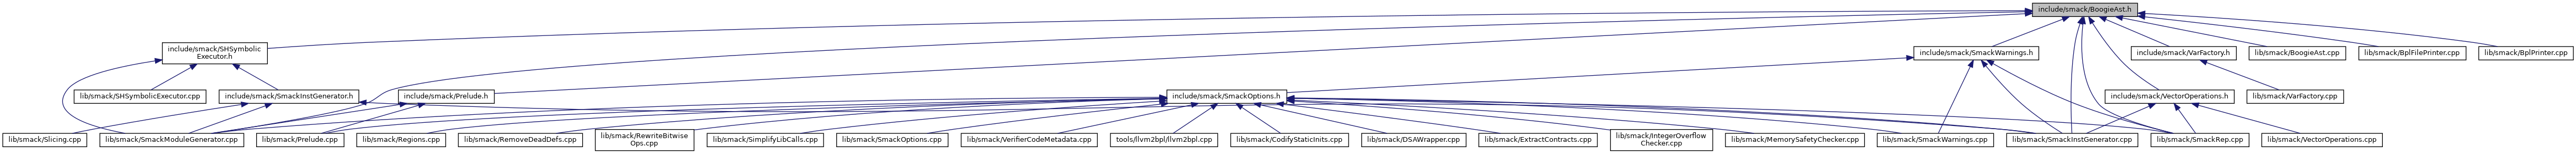 include/smack/BoogieAst.h
include/smack/SHSymbolic
Executor.h
include/smack/SmackWarnings.h
include/smack/VarFactory.h
lib/smack/BoogieAst.cpp
lib/smack/BplFilePrinter.cpp
lib/smack/BplPrinter.cpp
lib/smack/SHSymbolicExecutor.cpp
include/smack/SmackInstGenerator.h
include/smack/Prelude.h
include/smack/SmackOptions.h
include/smack/VectorOperations.h
lib/smack/VarFactory.cpp
lib/smack/Slicing.cpp
lib/smack/SmackModuleGenerator.cpp
lib/smack/Prelude.cpp
lib/smack/Regions.cpp
lib/smack/RemoveDeadDefs.cpp
lib/smack/RewriteBitwise
Ops.cpp
lib/smack/SimplifyLibCalls.cpp
lib/smack/SmackOptions.cpp
lib/smack/VerifierCodeMetadata.cpp
tools/llvm2bpl/llvm2bpl.cpp
lib/smack/CodifyStaticInits.cpp
lib/smack/DSAWrapper.cpp
lib/smack/ExtractContracts.cpp
lib/smack/IntegerOverflow
Checker.cpp
lib/smack/MemorySafetyChecker.cpp
lib/smack/SmackWarnings.cpp
lib/smack/SmackInstGenerator.cpp
lib/smack/SmackRep.cpp
lib/smack/VectorOperations.cpp